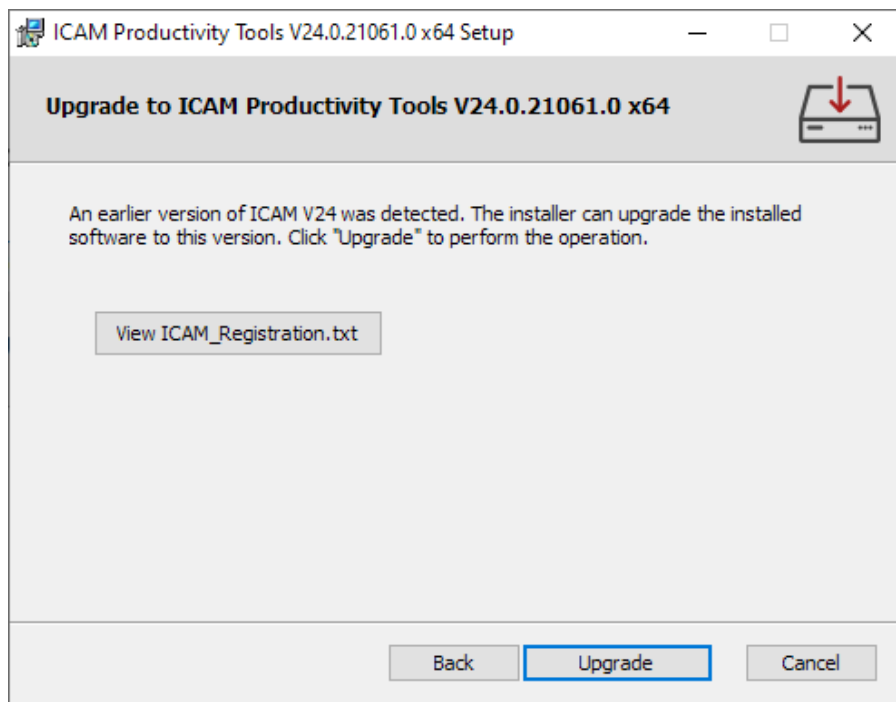 ICAM Productivity Tools V24.0.21061.0 x64 Setup
Upgrade to ICAM Productivity Tools V24.0.21061.0 x64
An earlier version of ICAM V24 was detected. The installer can upgrade the installed
software to this version. Click "Upgrade" to perform the operation.
View ICAM_Registration.txt
Back
Upgrade
Cancel